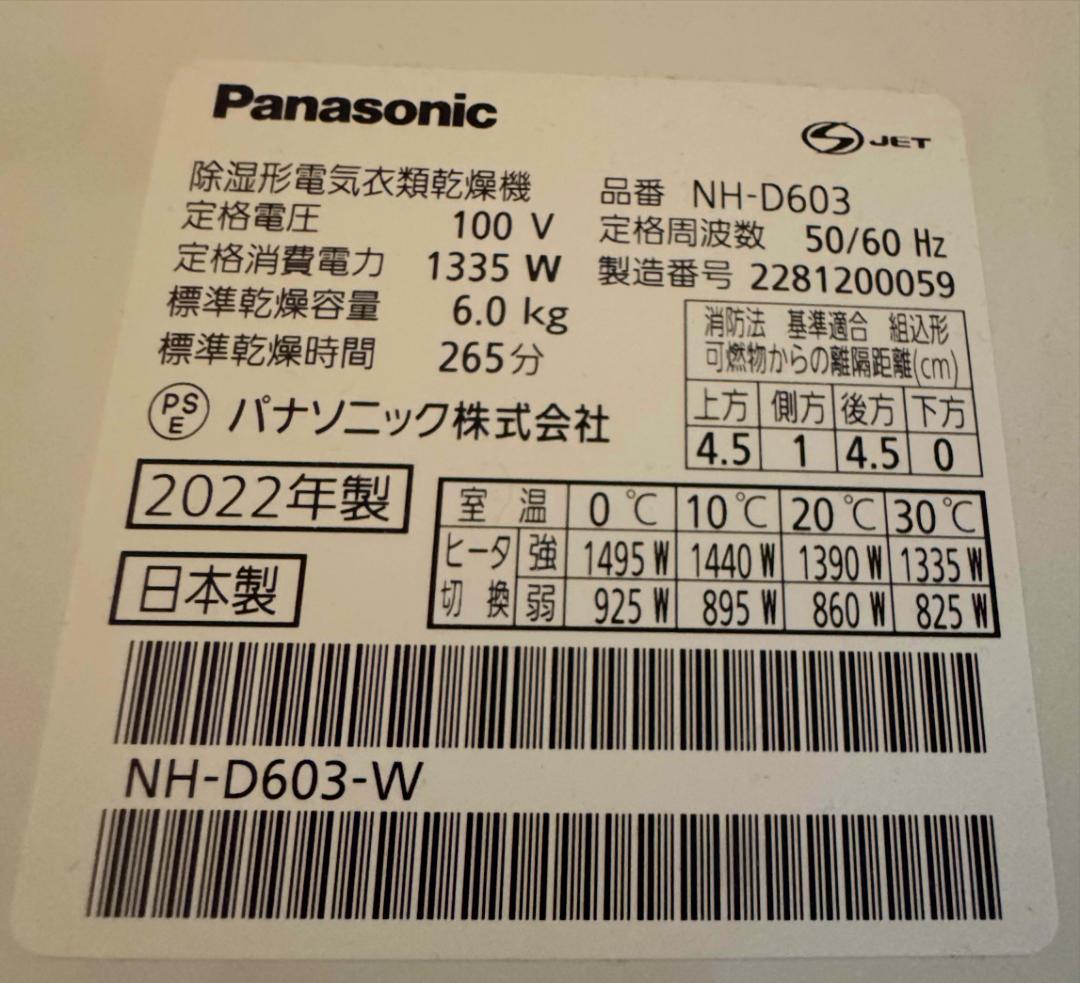 Panasonic
JET
除湿形電気衣類乾燥機
定格電圧 100 V
定格消費電力 1335 W
標準乾燥容量 6.0 kg
標準乾燥時間 265分
品番 NH-D603
定格周波数 50/60 Hz
製造番号 2281200059
消防法 基準適合 組込形
可燃物からの離隔距離(cm)
上方 側方 後方 下方
4.5 1 4.5 0
PS
E
パナソニック株式会社
2022年製
日本製
室 温 0℃ 10℃ 20℃ 30℃
ヒータ 強 1495 W 1440 W 1390 W 1335 W
切 換 弱 925 W 895 W 860 W 825 W
NH-D603-W